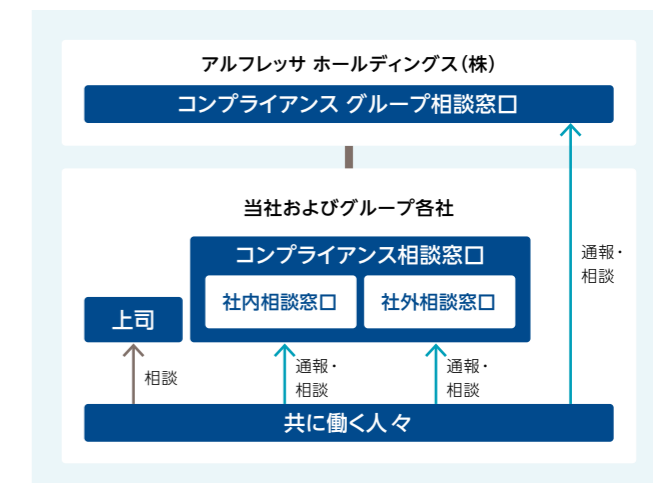 アルフレッサ ホールディングス(株)
コンプライアンス グループ相談窓口
当社およびグループ各社
コンプライアンス相談窓口
社内相談窓口
社外相談窓口
上司
通報・
相談
相談
通報・
相談
通報・
相談
共に働く人々